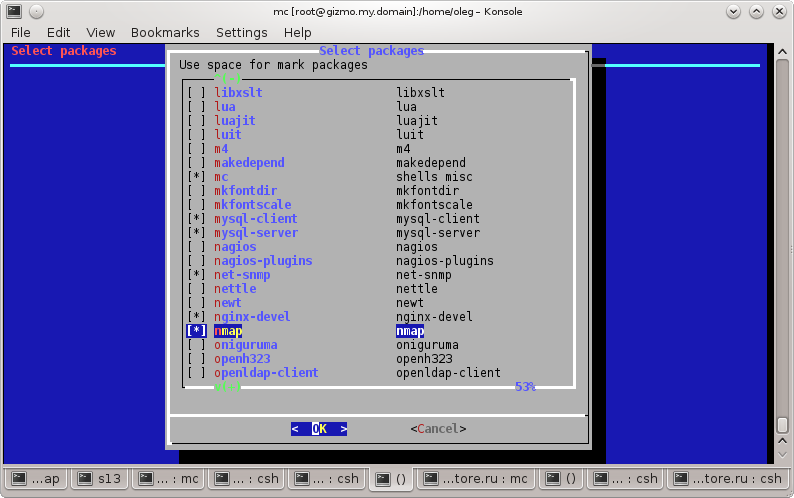 mc [root@gizmo.my.domain]:/home/oleg – Konsole
File Edit View Bookmarks Settings Help
Select packages
Select packages
Use space for mark packages
[ ] libxslt libxslt
[ ] lua lua
[ ] luajit luajit
[ ] luit luit
[ ] m4 m4
[ ] makedepend makedepend
[*] mc shells misc
[ ] mkfontdir mkfontdir
[ ] mkfontscale mkfontscale
[*] mysql-client mysql-client
[*] mysql-server mysql-server
[ ] nagios nagios
[ ] nagios-plugins nagios-plugins
[*] net-snmp net-snmp
[ ] nettle nettle
[ ] newt newt
[*] nginx-devel nginx-devel
[*] nmap nmap
[ ] oniguruma oniguruma
[ ] openh323 openh323
[ ] openldap-client openldap-client
53%
< OK > <Cancel>
...ap s13 ... : mc ... : csh ... : csh () ...tore.ru : mc () ... : csh ...tore.ru : csh